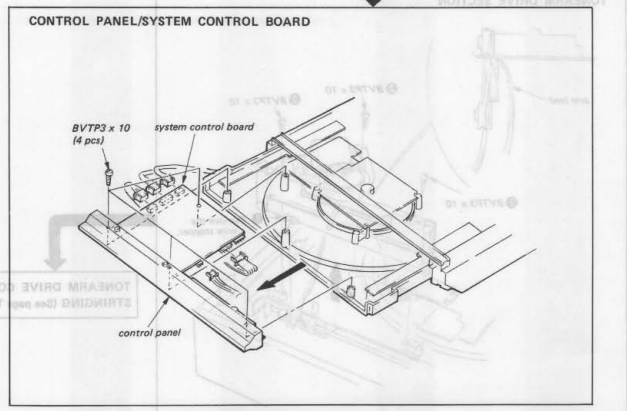 TONEARM DRIVE SECTION
CONTROL PANEL/SYSTEM CONTROL BOARD
BVTP3 x 10
(4 pcs)
system control board
BVTP3 x 10
BVTP3 x 10
BVTP3 x 10
control panel
TONEARM DRIVE CO
STRINGING (See page 1